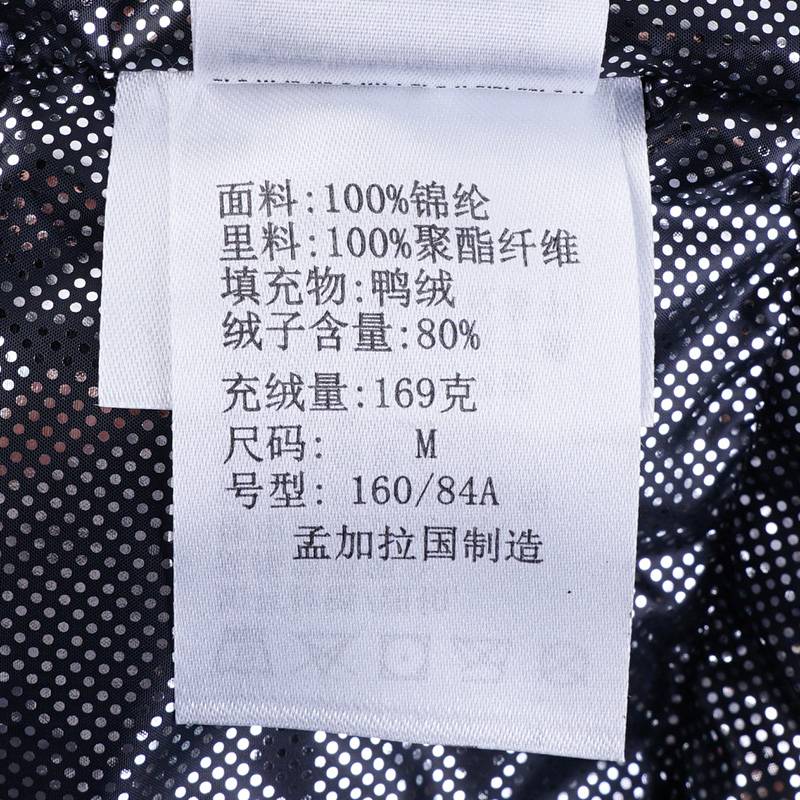 面料:100%锦纶
里料:100%聚酯纤维
填充物:鸭绒
绒子含量:80%
充绒量:169克
尺码: M
号型: 160/84A
孟加拉国制造